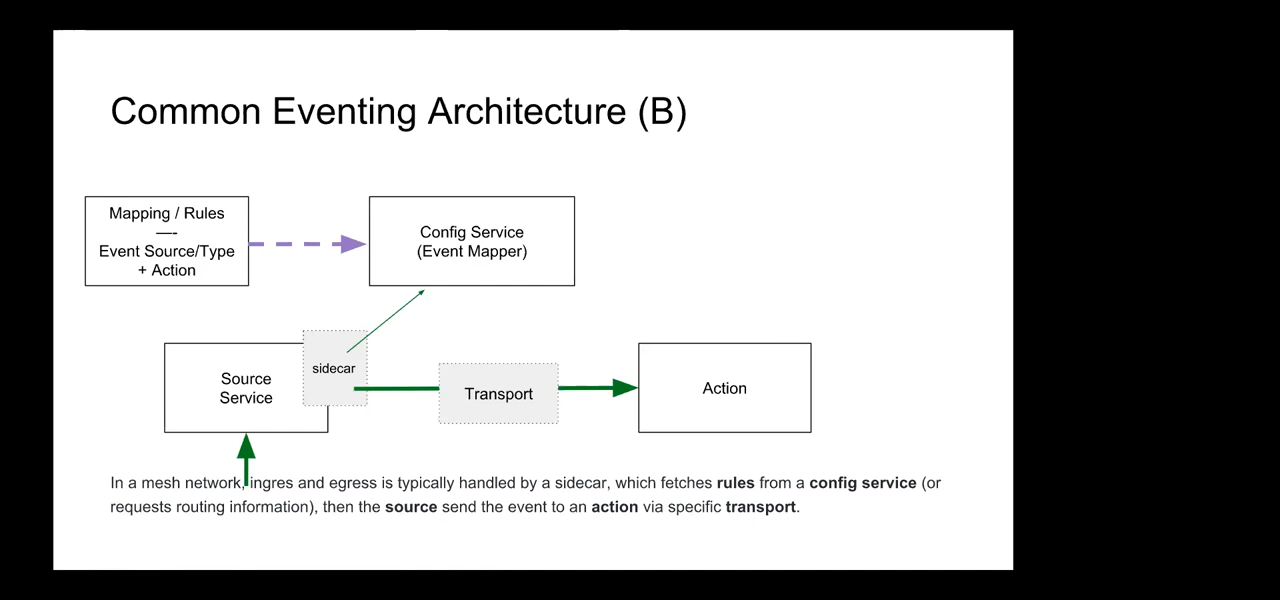 Common Eventing Architecture (B)
Mapping / Rules
—-
Event Source/Type
+ Action
Config Service
(Event Mapper)
sidecar
Source
Service
Transport
Action
In a mesh network, ingres and egress is typically handled by a sidecar, which fetches rules from a config service (or
requests routing information), then the source send the event to an action via specific transport.